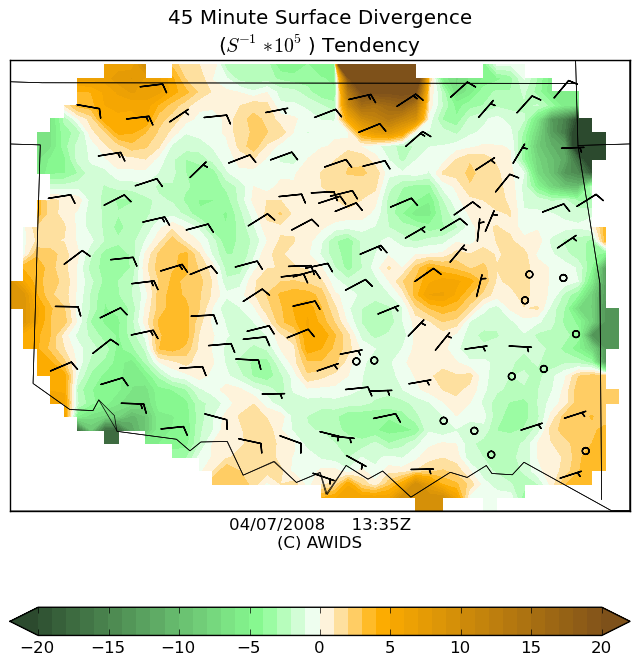 45 Minute Surface Divergence
(S⁻¹ * 10⁵ ) Tendency
04/07/2008 13:35Z
(C) AWIDS
−20 −15 −10 −5 0 5 10 15 20